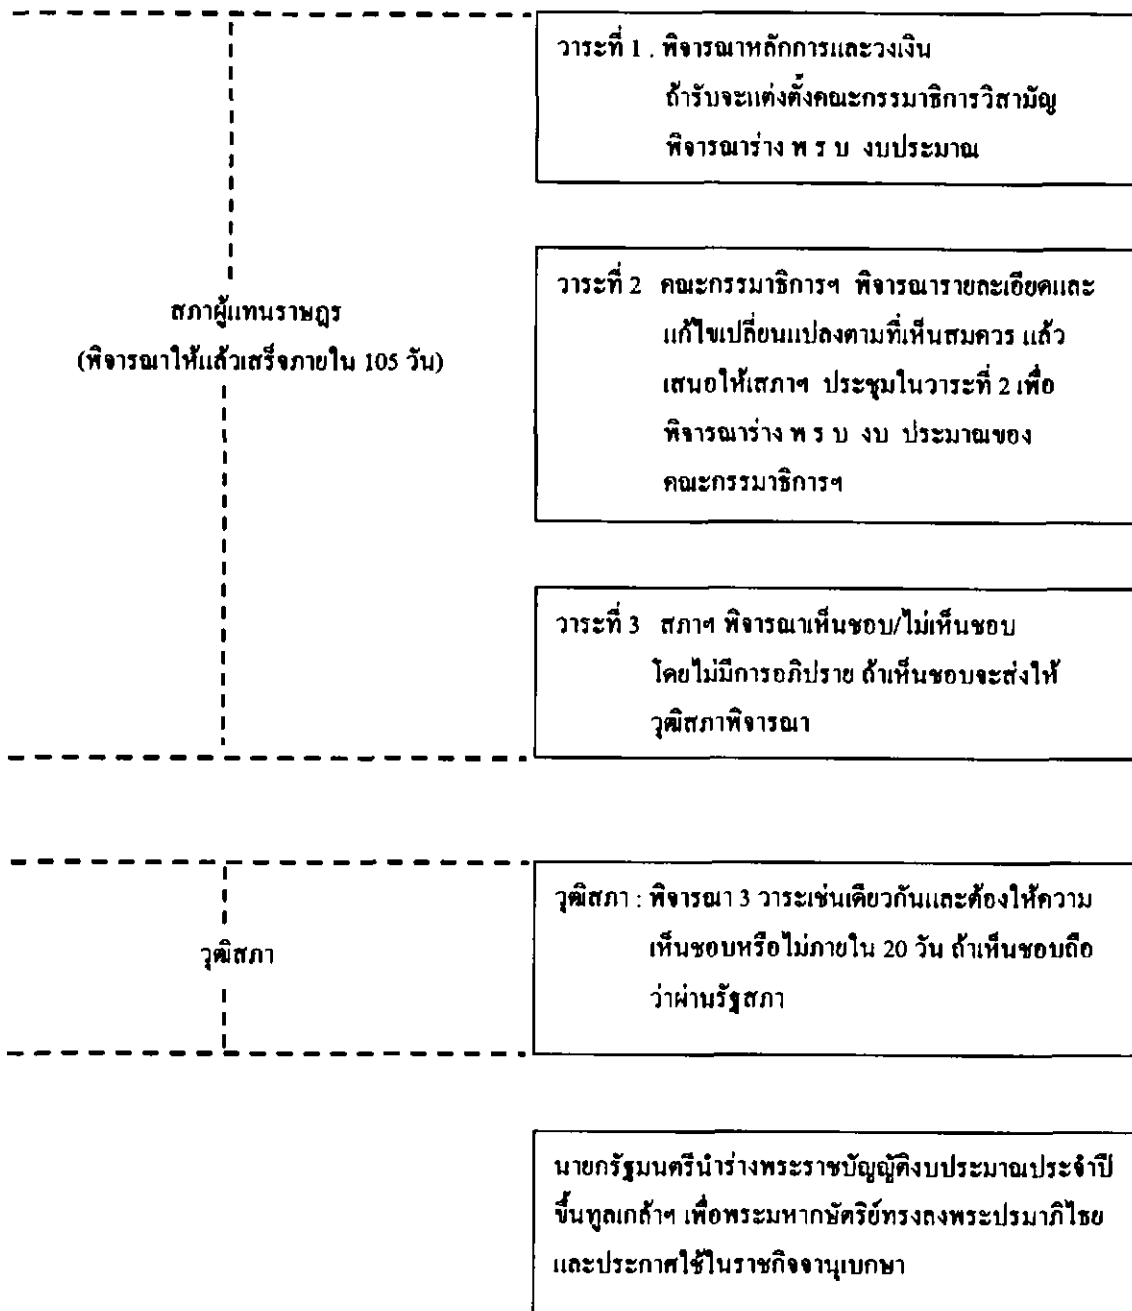 วาระที่ 1 . พิจารณาหลักการและวงเงิน
ถ้ารับจะแต่งตั้งคณะกรรมาธิการวิสามัญ
พิจารณาร่าง พ ร บ งบประมาณ
สภาผู้แทนราษฎร
(พิจารณาให้แล้วเสร็จภายใน 105 วัน)
วาระที่ 2 คณะกรรมาธิการฯ พิจารณารายละเอียดและ
แก้ไขเปลี่ยนแปลงตามที่เห็นสมควร แล้ว
เสนอให้เสภาฯ ประชุมในวาระที่ 2 เพื่อ
พิจารณาร่าง พ ร บ งบ ประมาณของ
คณะกรรมาธิการฯ
วาระที่ 3 สภาฯ พิจารณาเห็นชอบ/ไม่เห็นชอบ
โดยไม่มีการอภิปราย ถ้าเห็นชอบจะส่งให้
วุฒิสภาพิจารณา
วุฒิสภา
วุฒิสภา : พิจารณา 3 วาระเช่นเดียวกันและต้องให้ความ
เห็นชอบหรือไม่ภายใน 20 วัน ถ้าเห็นชอบถือ
ว่าผ่านรัฐสภา
นายกรัฐมนตรีนำร่างพระราชบัญญัติงบประมาณประจำปี
ขึ้นทูลเกล้าฯ เพื่อพระมหากษัตริย์ทรงลงพระปรมาภิไธย
และประกาศใช้ในราชกิจจานุเบกษา